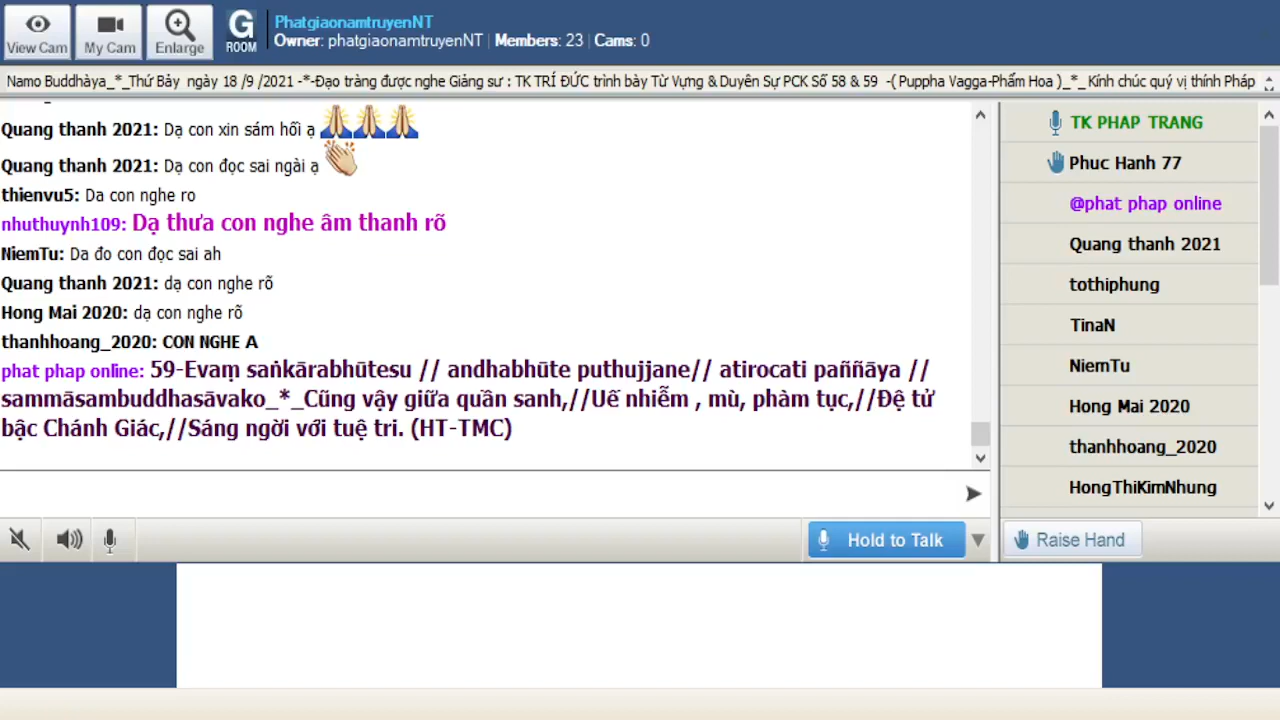 View Cam
My Cam
Enlarge
G
ROOM
PhatgiaonamtruyenNT
Owner: phatgiaonamtruyenNT | Members: 23 | Cams: 0
Namo Buddhàya_*_Thứ Bảy ngày 18 /9 /2021 -*-Đạo tràng được nghe Giảng sư : TK TRÍ ĐỨC trình bày Từ Vựng & Duyên Sự PCK Số 58 & 59 -( Puppha Vagga-Phẩm Hoa )_*_ Kính chúc quý vị thính Pháp
Quang thanh 2021: Dạ con xin sám hối ạ
Quang thanh 2021: Dạ con đọc sai ngài ạ
thienvu5: Da con nghe ro
nhuthuynh109: Dạ thưa con nghe âm thanh rõ
NiemTu: Da đo con đọc sai ah
Quang thanh 2021: dạ con nghe rõ
Hong Mai 2020: dạ con nghe rõ
thanhhoang_2020: CON NGHE A
phat phap online: 59-Evaṃ saṅkārabhūtesu // andhabhūte puthujjane// atirocati paññāya //
sammāsambuddhasāvako_*_Cũng vậy giữa quần sanh,//Uế nhiễm , mù, phàm tục,//Đệ tử
bậc Chánh Giác,//Sáng ngời với tuệ tri. (HT-TMC)
TK PHAP TRANG
Phuc Hanh 77
@phat phap online
Quang thanh 2021
tothiphung
TinaN
NiemTu
Hong Mai 2020
thanhhoang_2020
HongThiKimNhung
Hold to Talk
Raise Hand